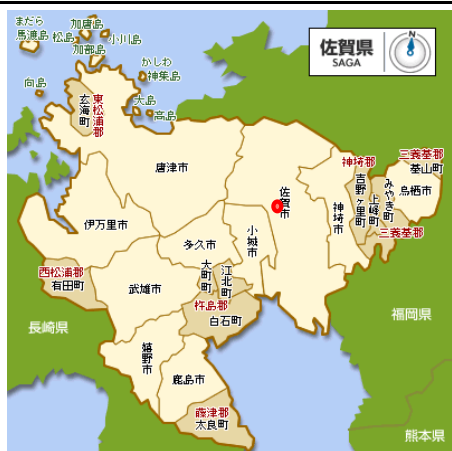 まだら
馬渡島
松島
加唐島
加部島
小川島
かしわ
神集島
向島
大島
高島
佐賀県
SAGA
玄海町
東松浦郡
唐津市
佐賀市
神埼郡
吉野ヶ里町
三養基郡
基山町
鳥栖市
みやき町
上峰町
三養基郡
神埼市
伊万里市
多久市
小城市
西松浦郡
有田町
武雄市
大町町
江北町
杵島郡
白石町
嬉野市
鹿島市
藤津郡
太良町
長崎県
福岡県
熊本県